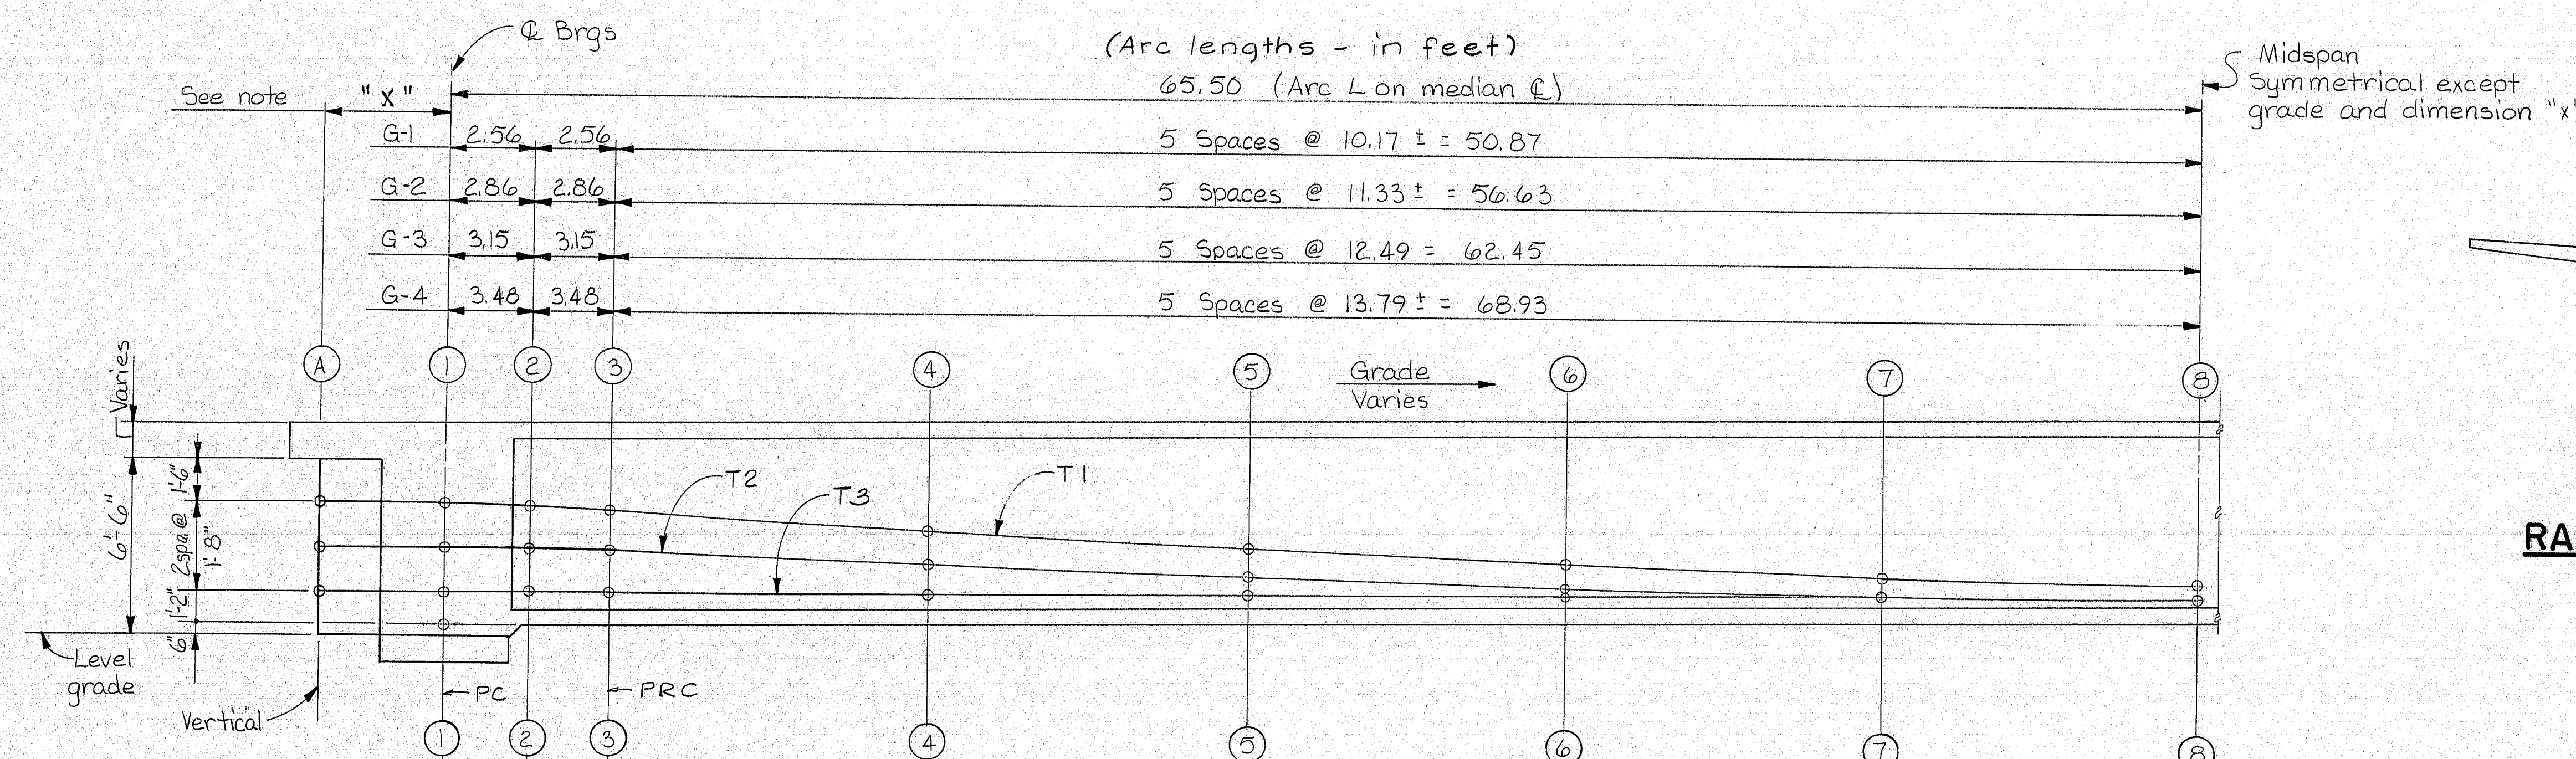 ℄ Brgs
(Arc lengths - in feet)
65.50 (Arc L on median ℄)
Midspan
Symmetrical except
grade and dimension "x"
See note
"x"
G-1 2.56 2.56 5 Spaces @ 10.17 ± = 50.87
G-2 2.86 2.86 5 Spaces @ 11.33 ± = 56.63
G-3 3.15 3.15 5 Spaces @ 12.49 = 62.45
G-4 3.48 3.48 5 Spaces @ 13.79 ± = 68.93
A 1 2 3 4 5 6 7 8
Grade
Varies
Varies
6'-6"
1'-6"
2 spa @
1'-8"
1'-2"
6"
T2
T3
T1
RA
Level
grade
Vertical
PC
PRC
1 2 3 4 5 6 7 8